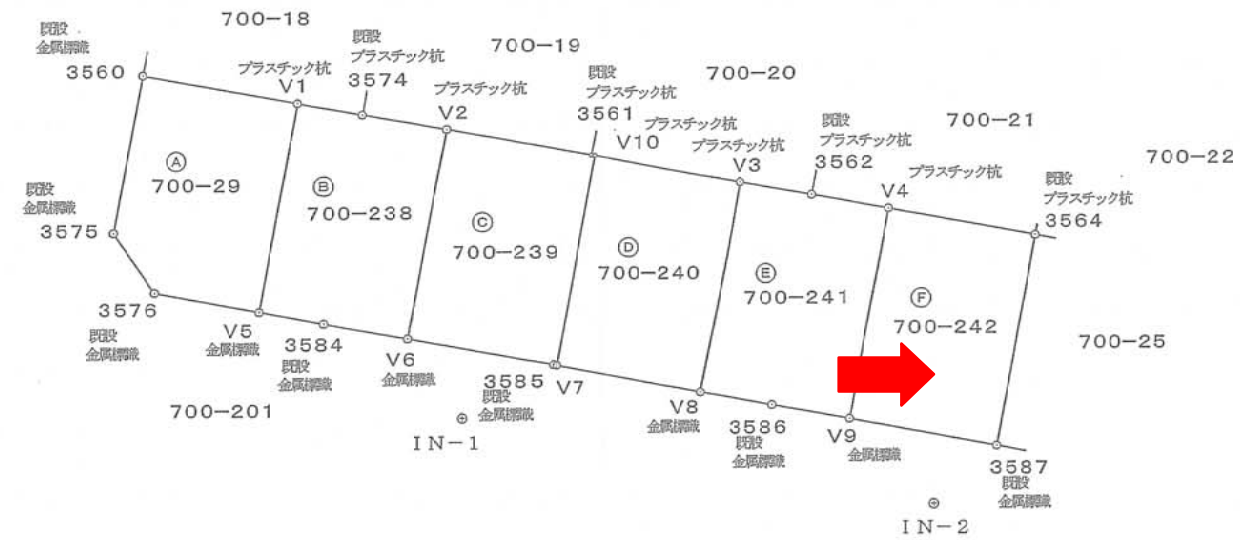 700-18
既設
金属標識
3560
プラスチック杭
V1
既設
プラスチック杭
3574
700-19
プラスチック杭
V2
既設
プラスチック杭
3561
700-20
プラスチック杭
V10
プラスチック杭
V3
既設
プラスチック杭
3562
700-21
プラスチック杭
V4
700-22
既設
プラスチック杭
3564
Ⓐ
700-29
Ⓑ
700-238
Ⓒ
700-239
Ⓓ
700-240
Ⓔ
700-241
Ⓕ
700-242
700-25
既設
金属標識
3575
3576
既設
金属標識
V5
金属標識
3584
既設
金属標識
V6
金属標識
3585
既設
金属標識
V7
V8
金属標識
3586
既設
金属標識
V9
金属標識
3587
既設
金属標識
700-201
IN-1
IN-2